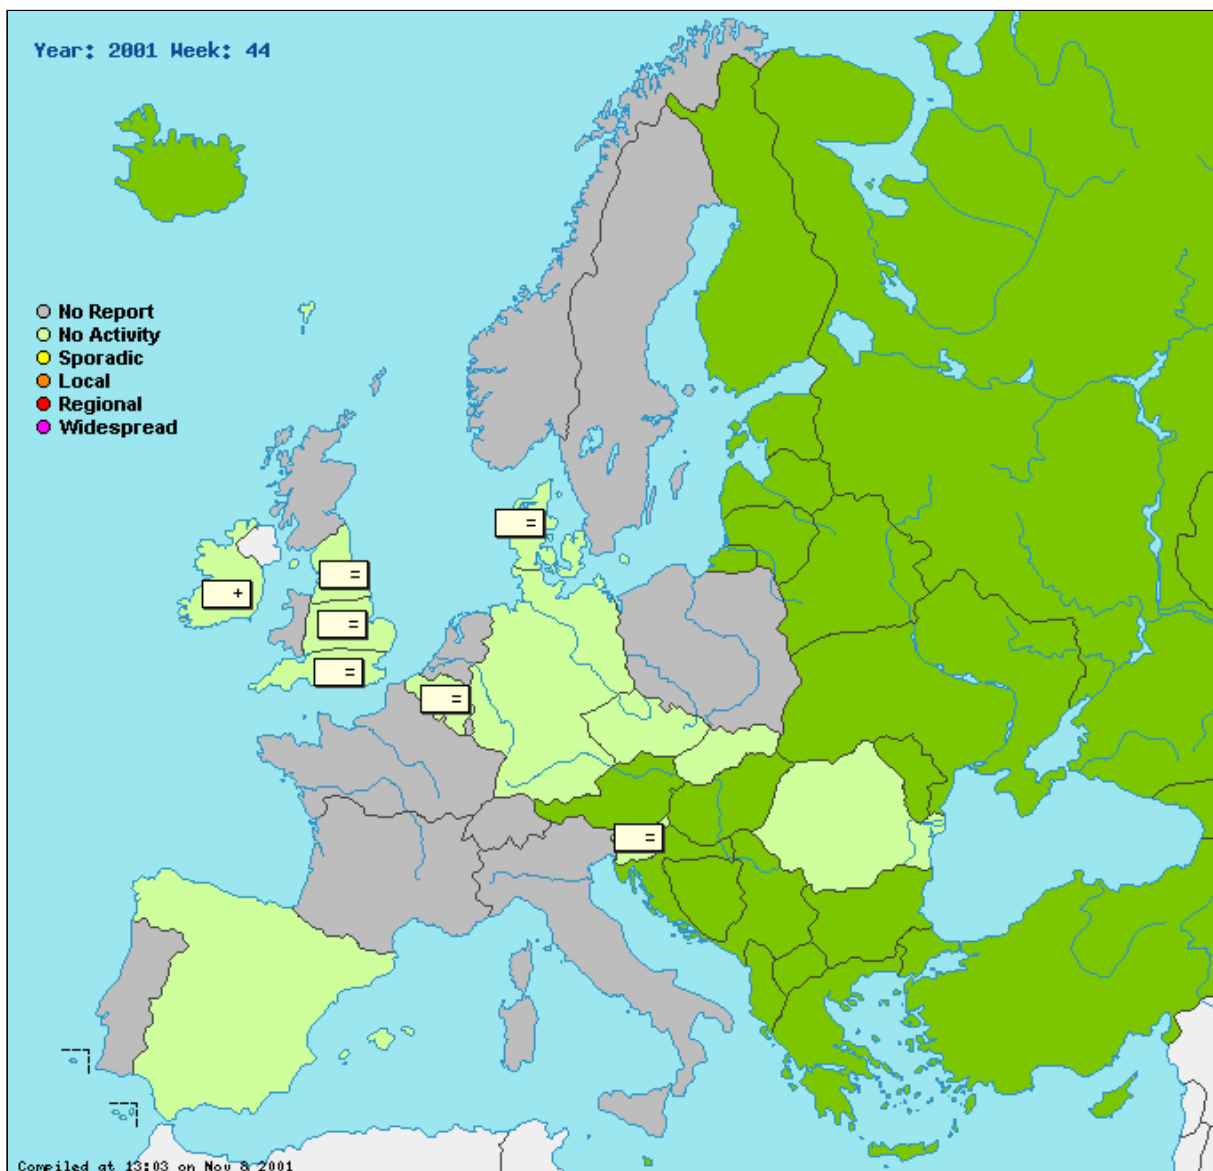 Year: 2001 Week: 44
No Report
No Activity
Sporadic
Local
Regional
Widespread
=
+
=
=
=
=
=
Compiled at 13:03 on Nov 8 2001